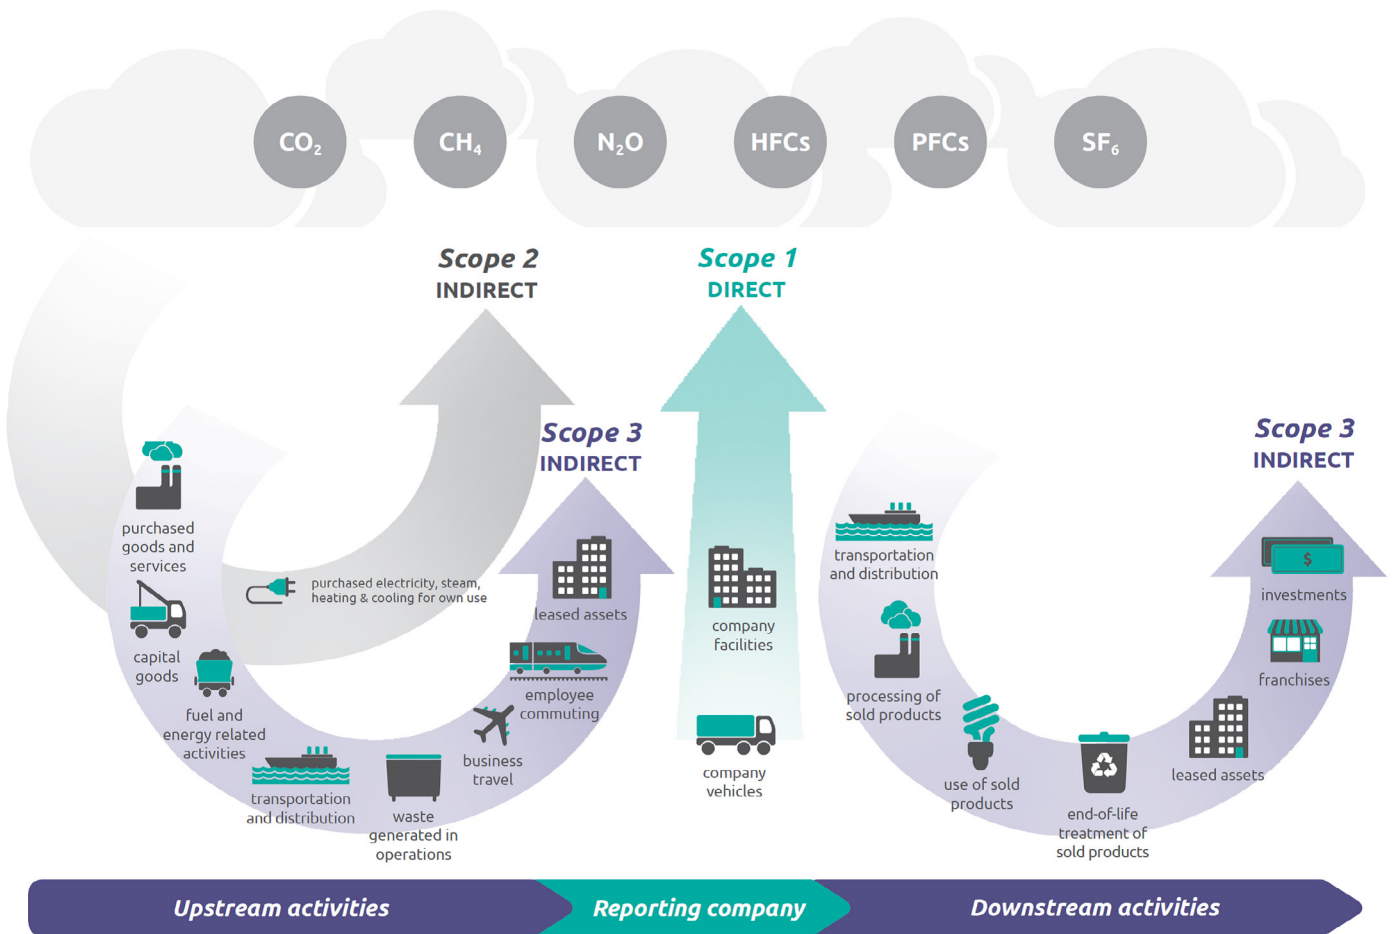 CO₂
CH₄
N₂O
HFCs
PFCs
SF₆
Scope 2
INDIRECT
Scope 1
DIRECT
Scope 3
INDIRECT
Scope 3
INDIRECT
purchased
goods and
services
capital
goods
fuel and
energy related
activities
transportation
and distribution
waste
generated in
operations
business
travel
employee
commuting
leased assets
purchased electricity, steam,
heating & cooling for own use
company
facilities
company
vehicles
transportation
and distribution
processing of
sold products
use of sold
products
end-of-life
treatment of
sold products
leased assets
franchises
$
investments
Upstream activities
Reporting company
Downstream activities